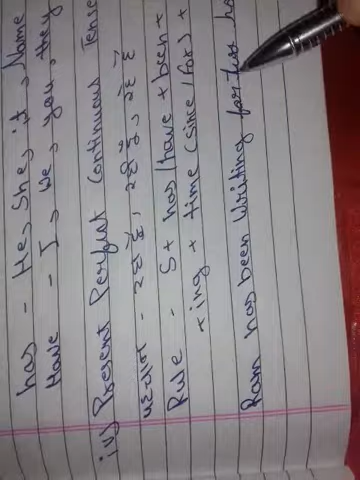 has - He, She, it, Name
Have - I, we, you, they
iv) Present Perfect Continuous Tense
पहचान - रहा है, रही है, रहे हैं
Rule - S + has/have + been +
+ ing + time (since/for) +
Ram has been writing for